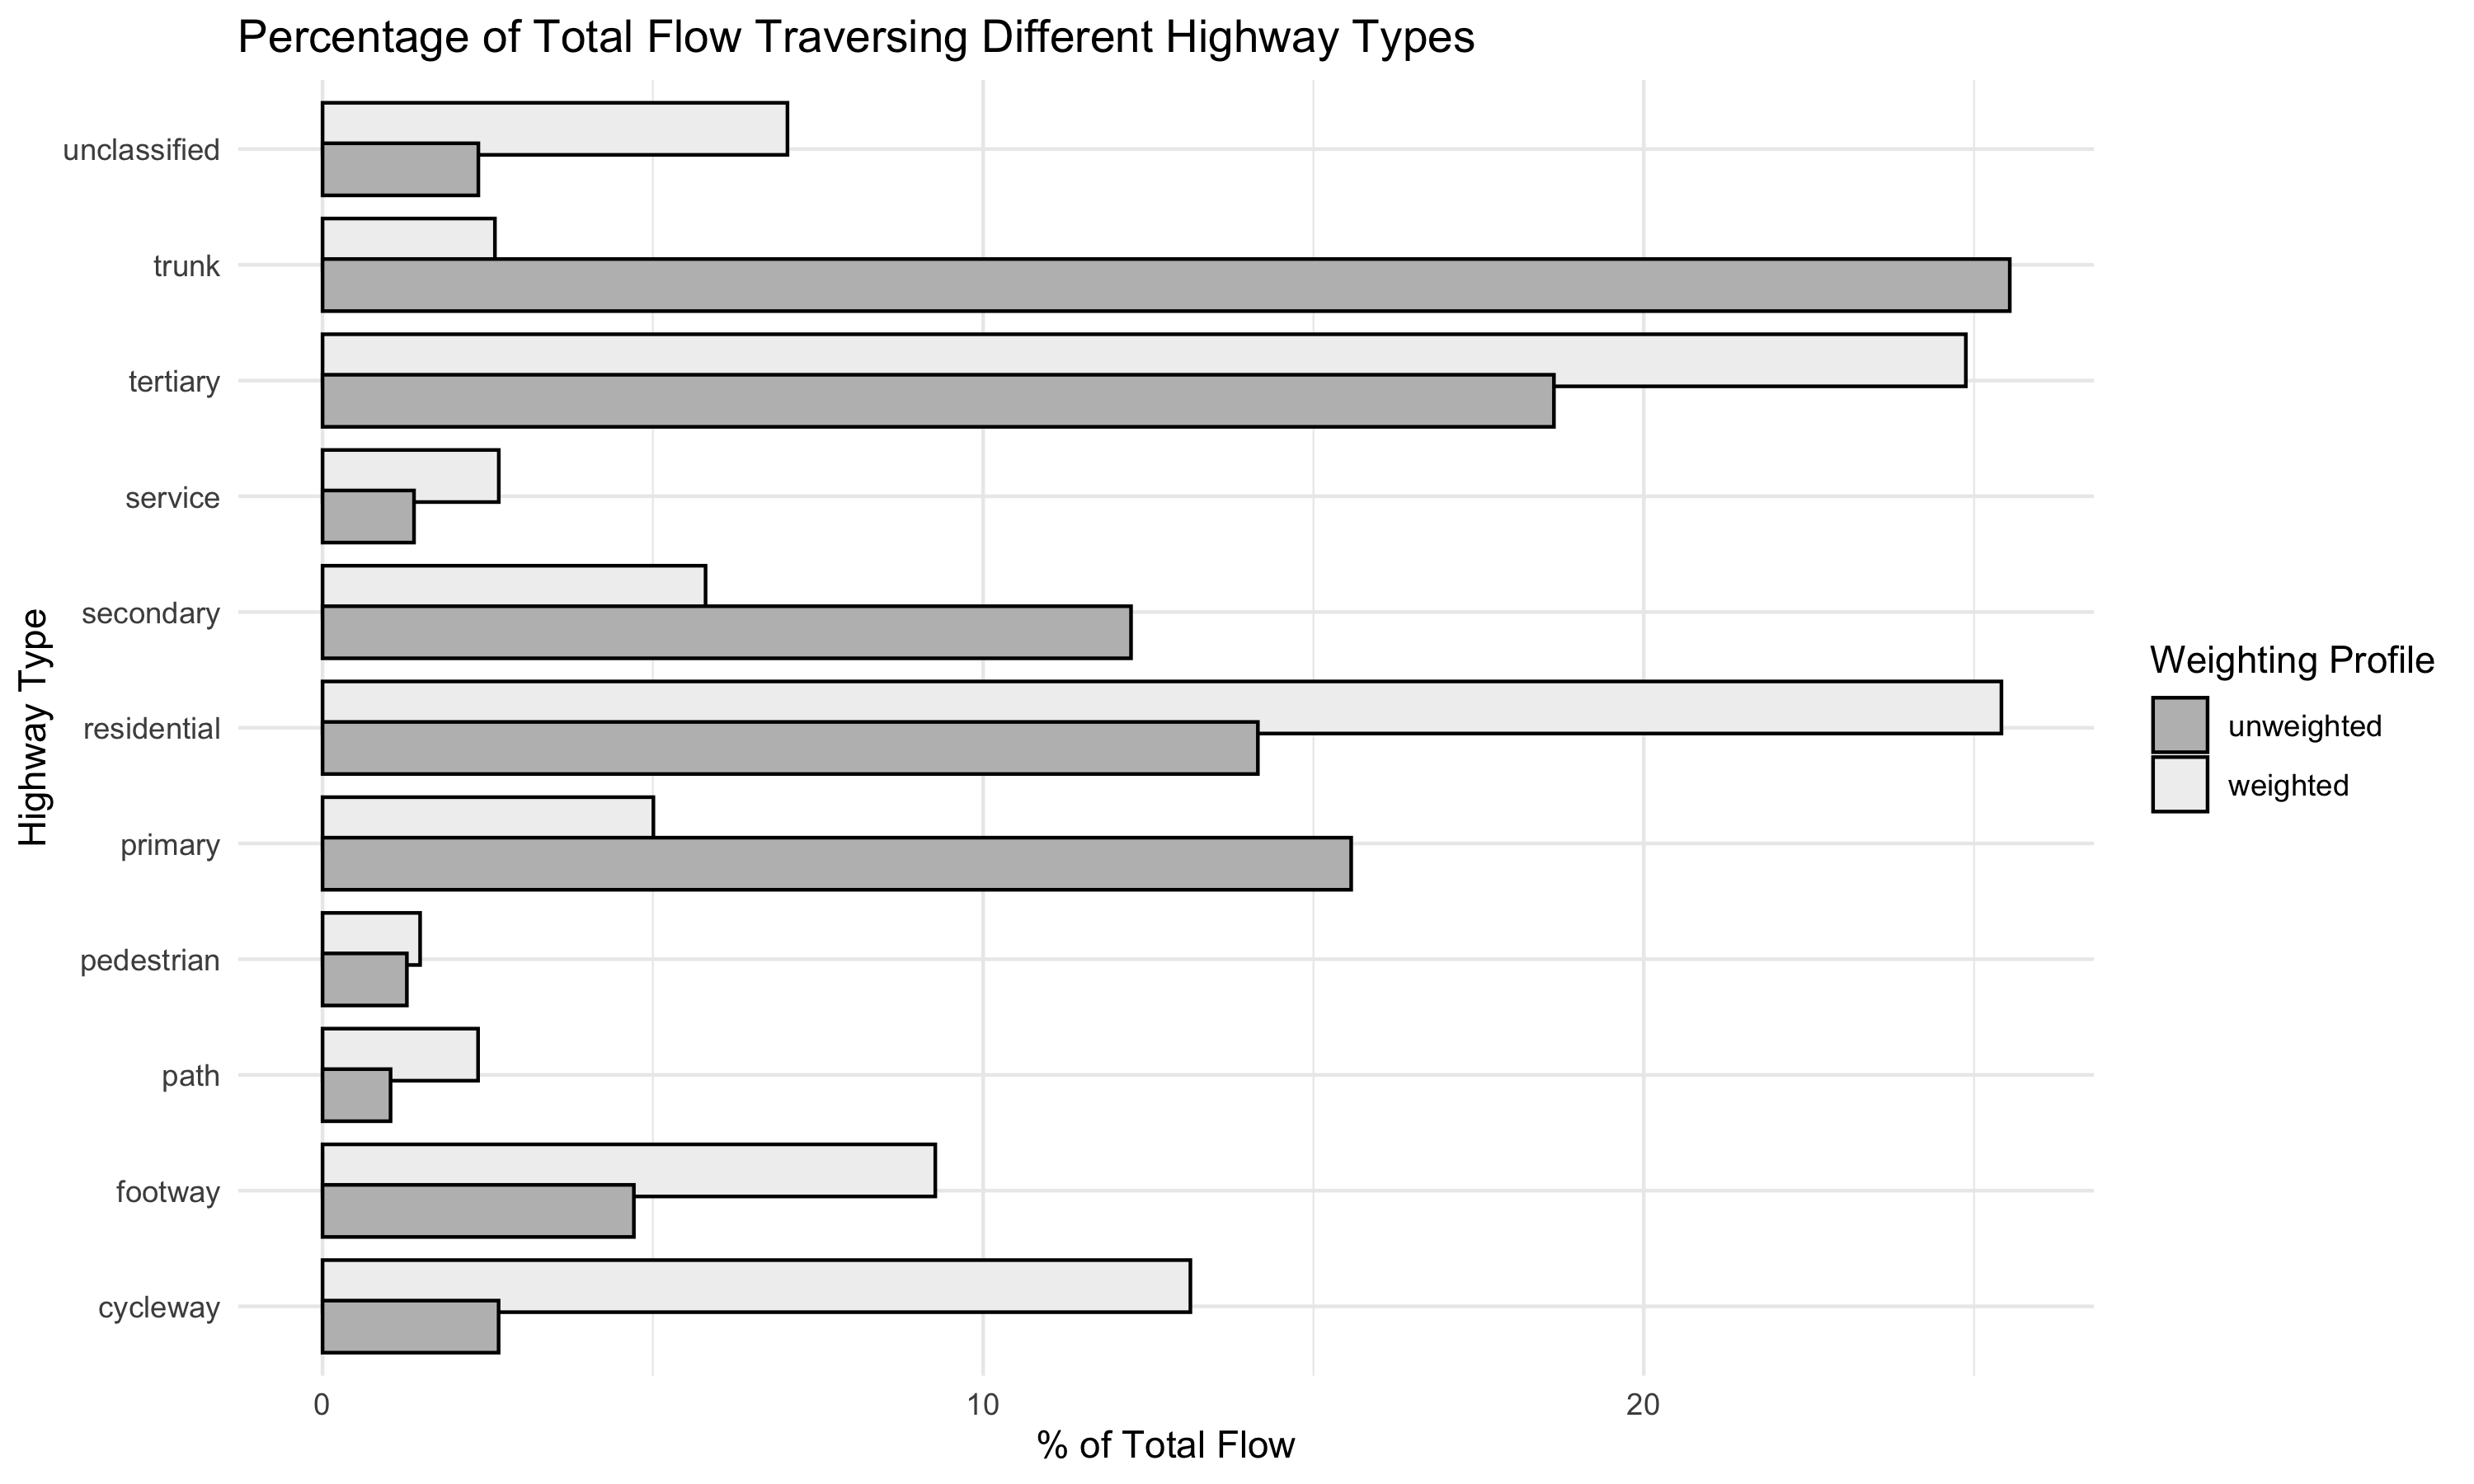 Percentage of Total Flow Traversing Different Highway Types
Highway Type
unclassified
trunk
tertiary
service
secondary
residential
primary
pedestrian
path
footway
cycleway
0
10
20
% of Total Flow
Weighting Profile
unweighted
weighted